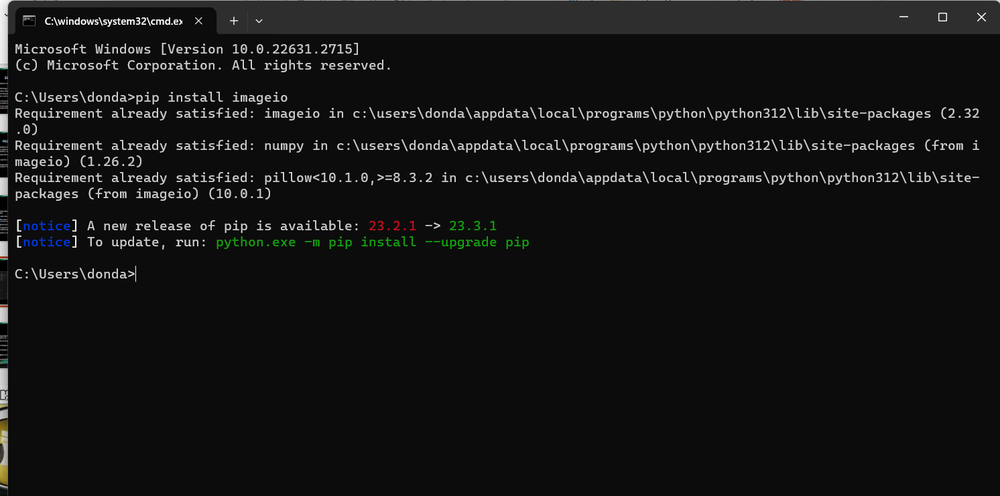 C:\windows\system32\cmd.ex
Microsoft Windows [Version 10.0.22631.2715]
(c) Microsoft Corporation. All rights reserved.
C:\Users\donda>pip install imageio
Requirement already satisfied: imageio in c:\users\donda\appdata\local\programs\python\python312\lib\site-packages (2.32
.0)
Requirement already satisfied: numpy in c:\users\donda\appdata\local\programs\python\python312\lib\site-packages (from i
mageio) (1.26.2)
Requirement already satisfied: pillow<10.1.0,>=8.3.2 in c:\users\donda\appdata\local\programs\python\python312\lib\site-
packages (from imageio) (10.0.1)
[notice] A new release of pip is available: 23.2.1 -> 23.3.1
[notice] To update, run: python.exe -m pip install --upgrade pip
C:\Users\donda>